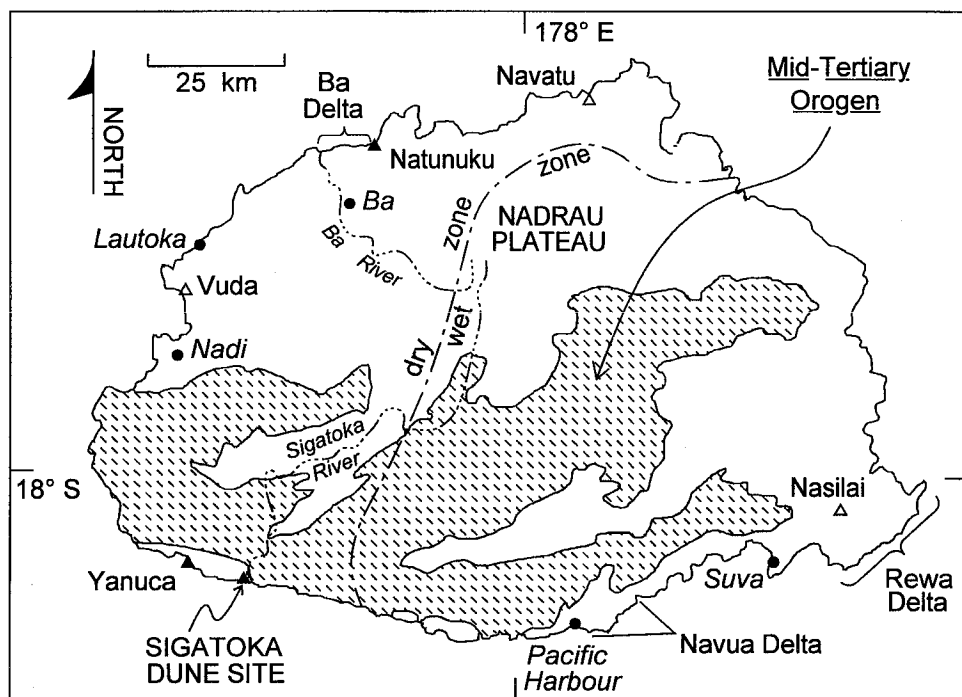 178° E
25 km
NORTH
Ba
Delta
Navatu
Mid-Tertiary
Orogen
Natunuku
zone
Ba
Lautoka
Ba
River
zone
NADRAU
PLATEAU
Vuda
wet
dry
Nadi
Sigatoka
River
18° S
Nasilai
Yanuca
Suva
Rewa
Delta
SIGATOKA
DUNE SITE
Pacific
Harbour
Navua Delta